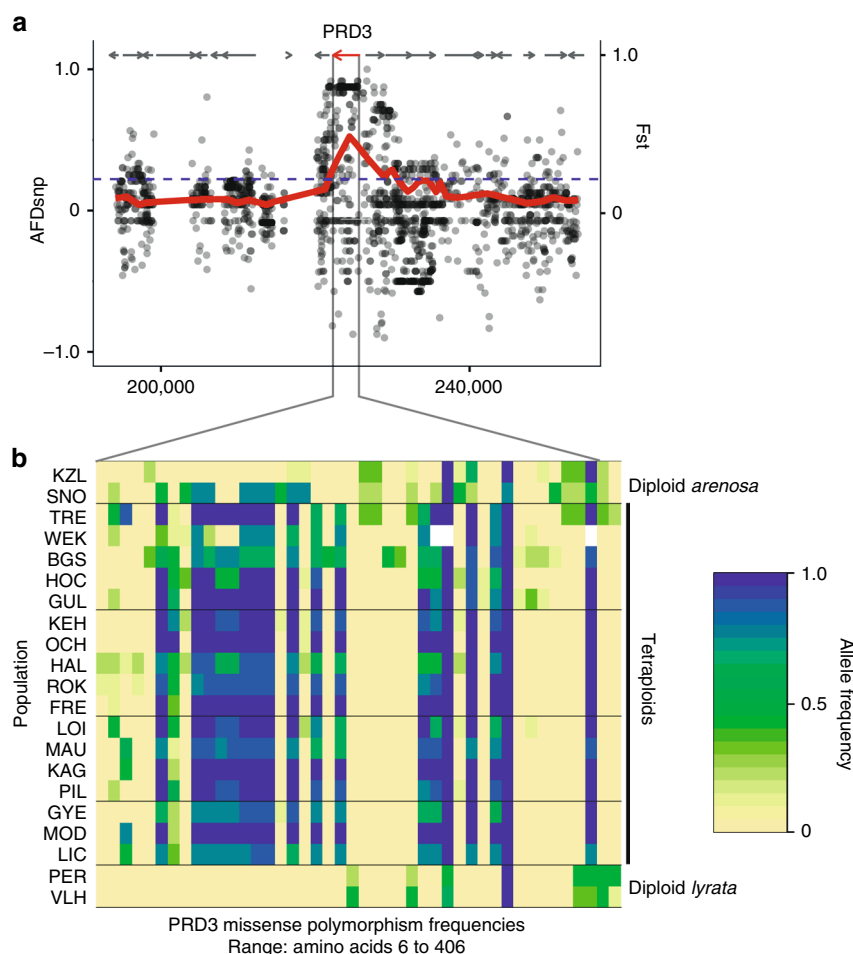 a
PRD3
1.0
1.0
AFDsnp
Fst
0
0
−1.0
200,000
240,000
b
KZL
SNO
TRE
WEK
BGS
HOC
GUL
KEH
OCH
HAL
ROK
FRE
LOI
MAU
KAG
PIL
GYE
MOD
LIC
PER
VLH
Population
Diploid arenosa
Tetraploids
Diploid lyrata
1.0
0.5
0
Allele frequency
PRD3 missense polymorphism frequencies
Range: amino acids 6 to 406